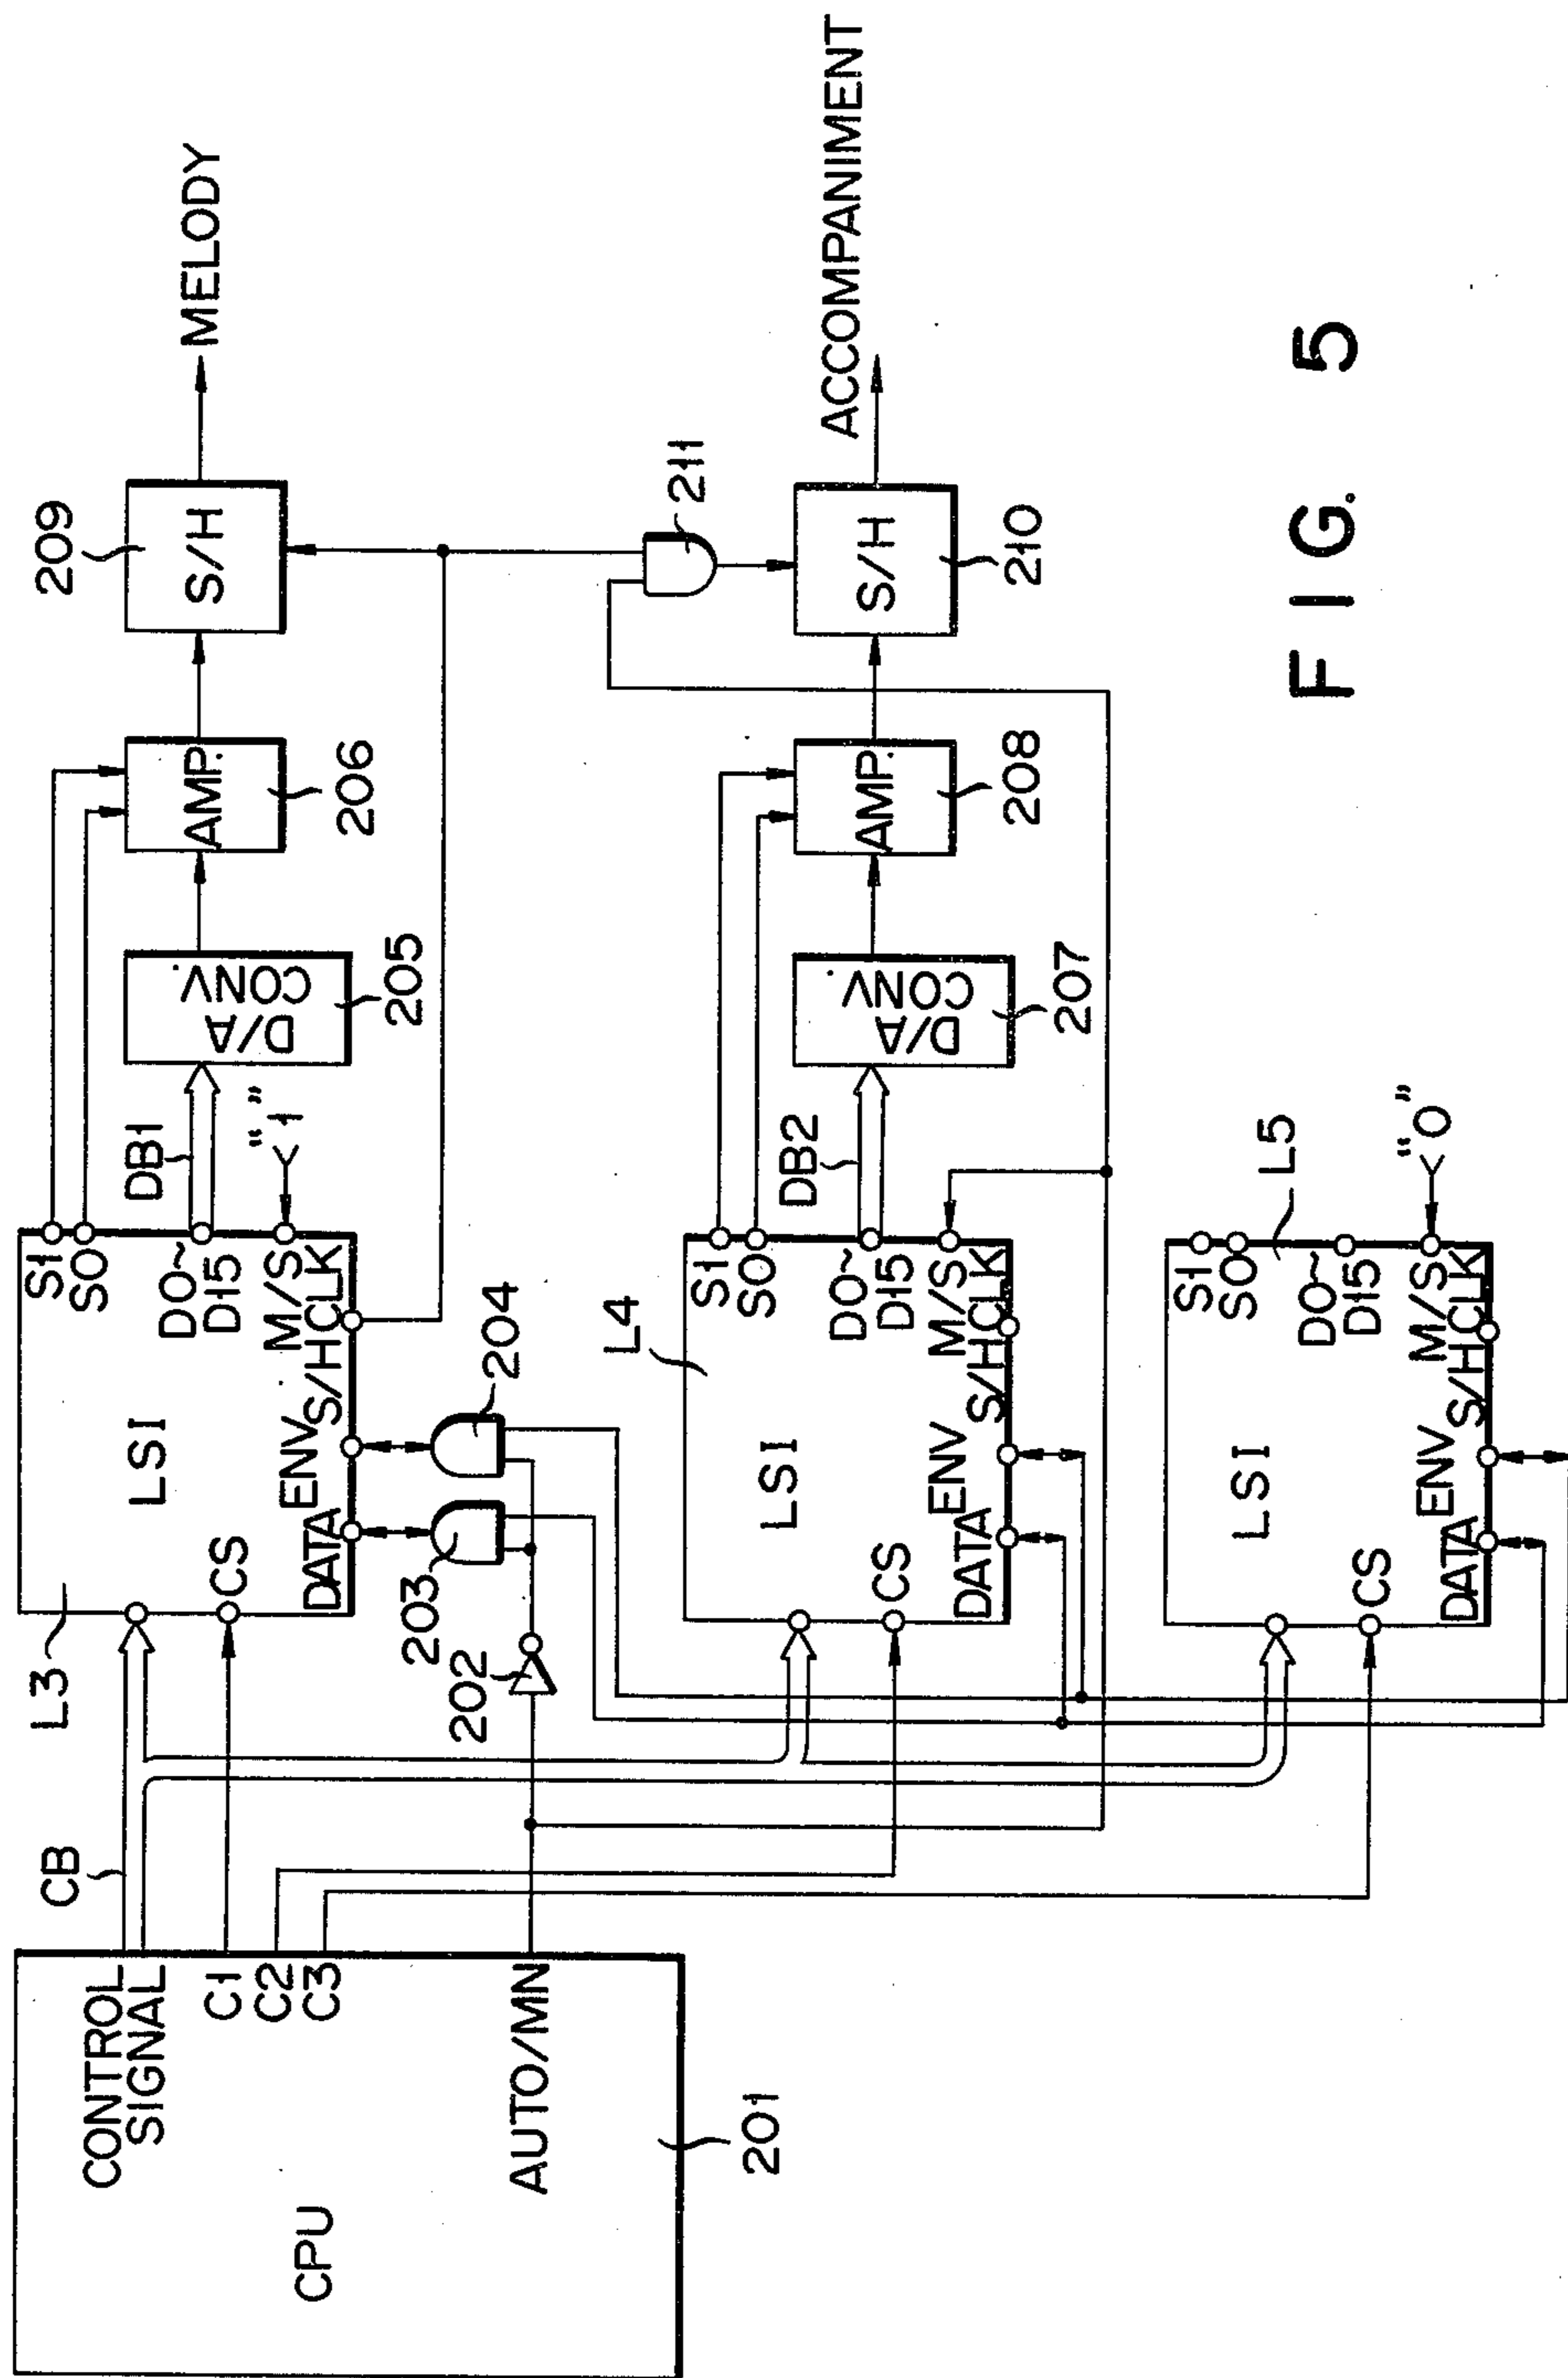 CPU
CONTROL
SIGNAL
C1
C2
C3
AUTO/MN
201
CB
L3
LSI
CS
DATA
ENV
S/H CLK
M/S
D0~
D15
S0
S1
202
203
204
DB1
"1"
D/A
CONV.
205
AMP.
206
S/H
209
MELODY
L4
LSI
CS
DATA
ENV
S/H CLK
M/S
D0~
D15
S0
S1
DB2
D/A
CONV.
207
AMP.
208
S/H
210
211
ACCOMPANIMENT
L5
LSI
CS
DATA
ENV
S/H CLK
M/S
D0~
D15
S0
S1
"0"
FIG. 5